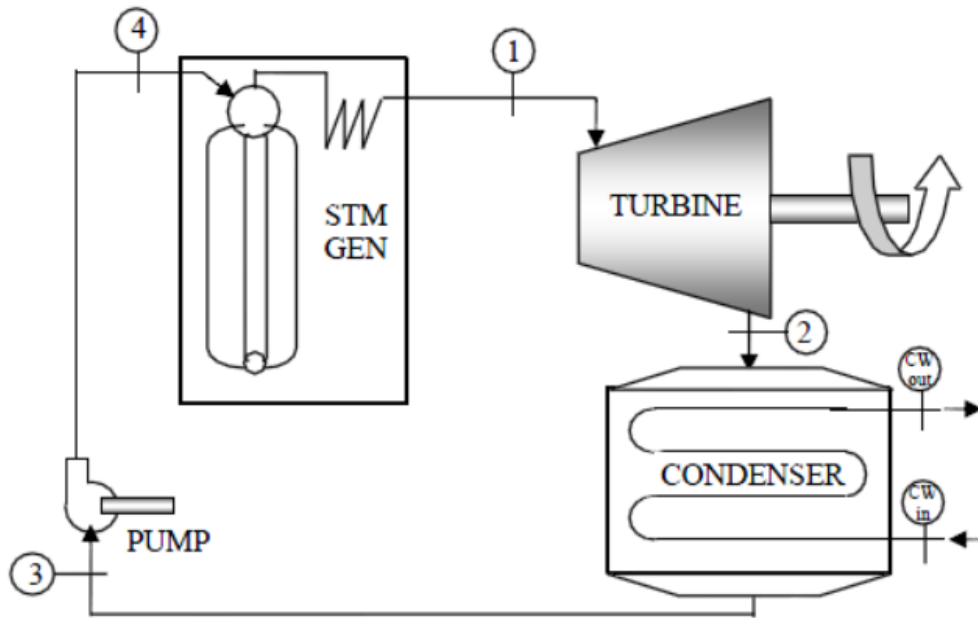 4
1
STM
GEN
TURBINE
2
CW
out
CONDENSER
CW
in
PUMP
3